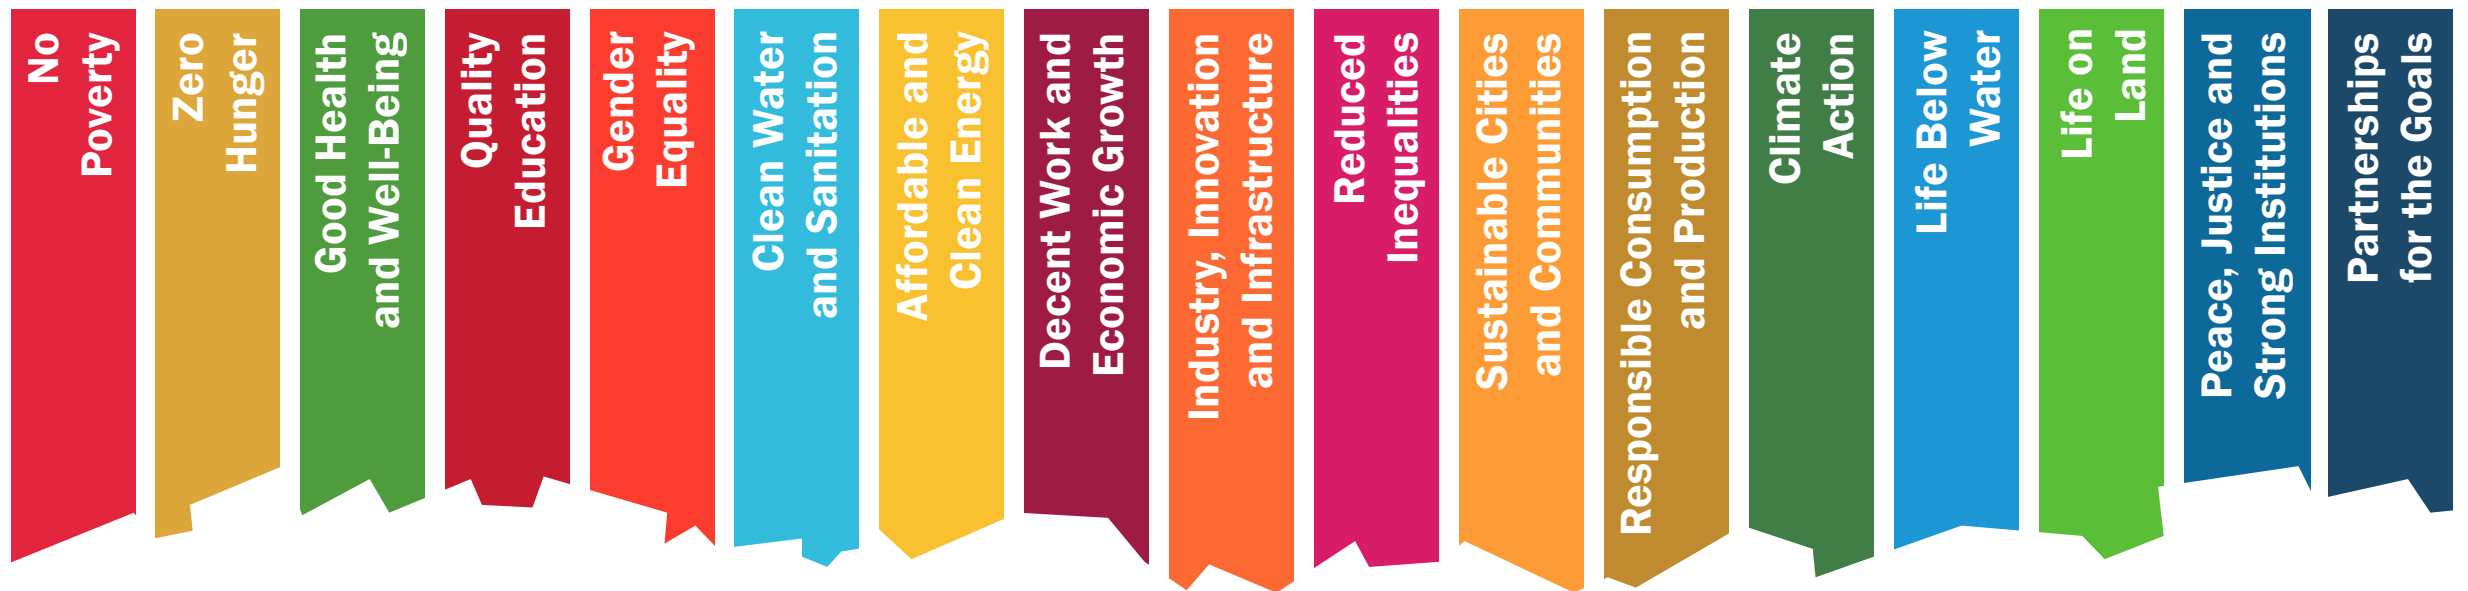 No
Poverty
Zero
Hunger
Good Health
and Well-Being
Quality
Education
Gender
Equality
Clean Water
and Sanitation
Affordable and
Clean Energy
Decent Work and
Economic Growth
Industry, Innovation
and Infrastructure
Reduced
Inequalities
Sustainable Cities
and Communities
Responsible Consumption
and Production
Climate
Action
Life Below
Water
Life on
Land
Peace, Justice and
Strong Institutions
Partnerships
for the Goals